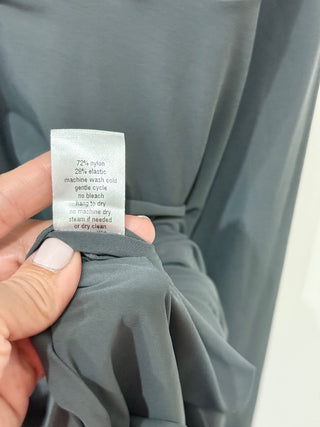 72% nylon
28% elastic
machine wash cold
gentle cycle
no bleach
hang to dry
no machine dry
steam if needed
or dry clean